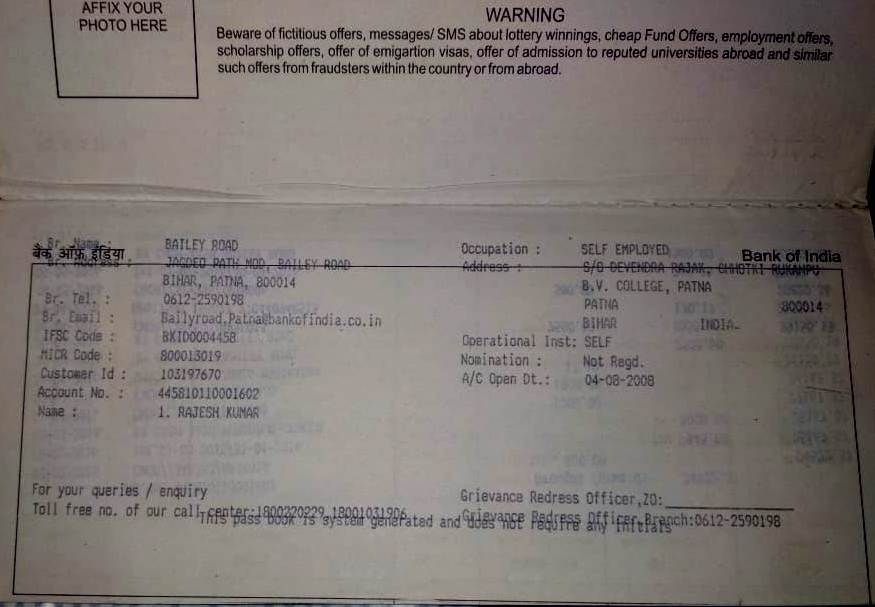 AFFIX YOUR
PHOTO HERE
WARNING
Beware of fictitious offers, messages/ SMS about lottery winnings, cheap Fund Offers, employment offers,
scholarship offers, offer of emigartion visas, offer of admission to reputed universities abroad and similar
such offers from fraudsters within the country or from abroad.
बैंक ऑफ़ इंडिया
Bank of India
Br. Name : BAILEY ROAD
Br. Address : JAGDEO PATH MOD, BAILEY ROAD
BIHAR, PATNA, 800014
Br. Tel. : 0612-2590198
Br. Email : Bailyroad.Patna@bankofindia.co.in
IFSC Code : BKID0004458
MICR Code : 800013019
Customer Id : 103197670
Account No. : 445810110001602
Name : 1. RAJESH KUMAR
Occupation : SELF EMPLOYED
Address : S/O DEVENDRA RAJAK, CHHOTKI RUKANPU
B.V. COLLEGE, PATNA
PATNA 800014
BIHAR INDIA.
Operational Inst: SELF
Nomination : Not Regd.
A/C Open Dt.: 04-08-2008
For your queries / enquiry
Toll free no. of our call center:1800220229,18001031906
Grievance Redress Officer,ZO:
Grievance Redress Officer,Branch:0612-2590198
This pass book is system generated and does not require any initials